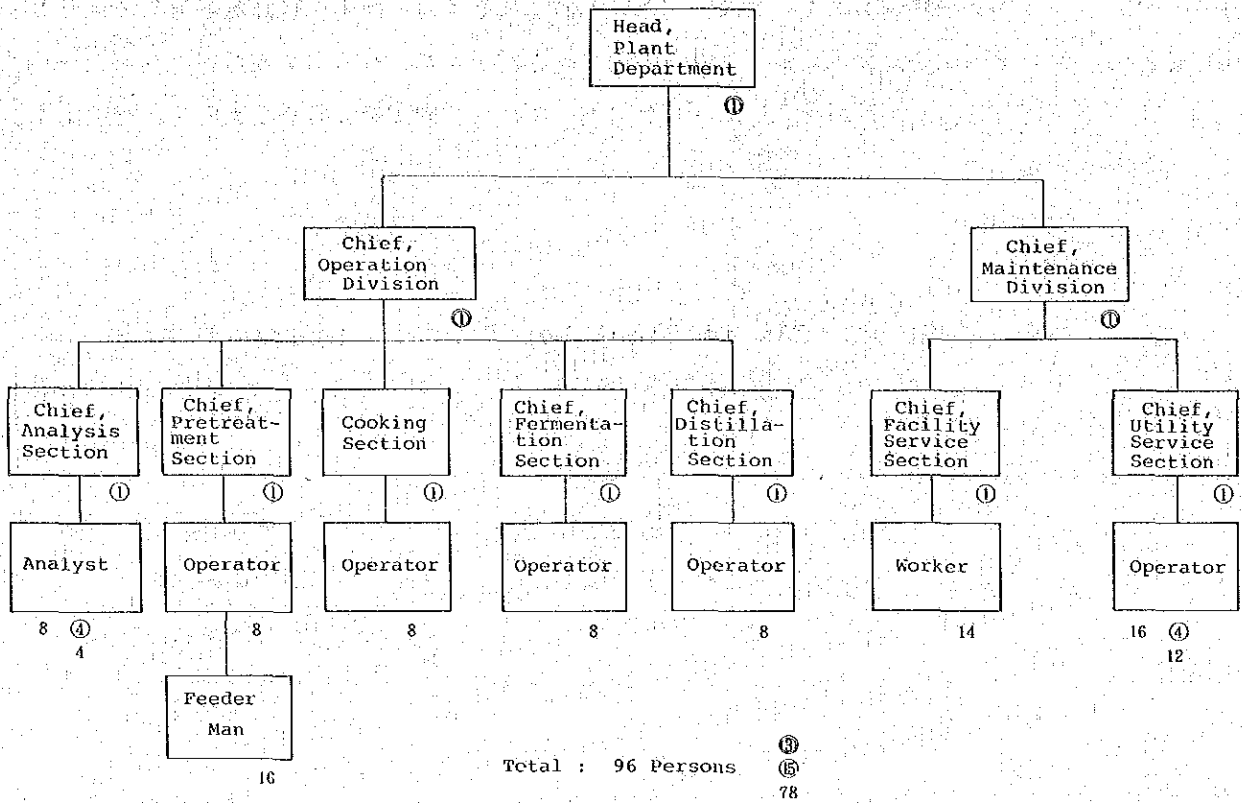 Head,
Plant
Department
①
Chief,
Operation
Division
①
Chief,
Maintenance
Division
①
Chief,
Analysis
Section
①
Chief,
Pretreat-
ment
Section
①
Cooking
Section
①
Chief,
Fermenta-
tion
Section
①
Chief,
Distilla-
tion
Section
①
Chief,
Facility
Service
Section
①
Chief,
Utility
Service
Section
①
Analyst
8 ④
4
Operator
8
Operator
8
Operator
8
Operator
8
Worker
14
Operator
16 ④
12
Feeder
Man
16
Total : 96 Persons
③
⑮
78